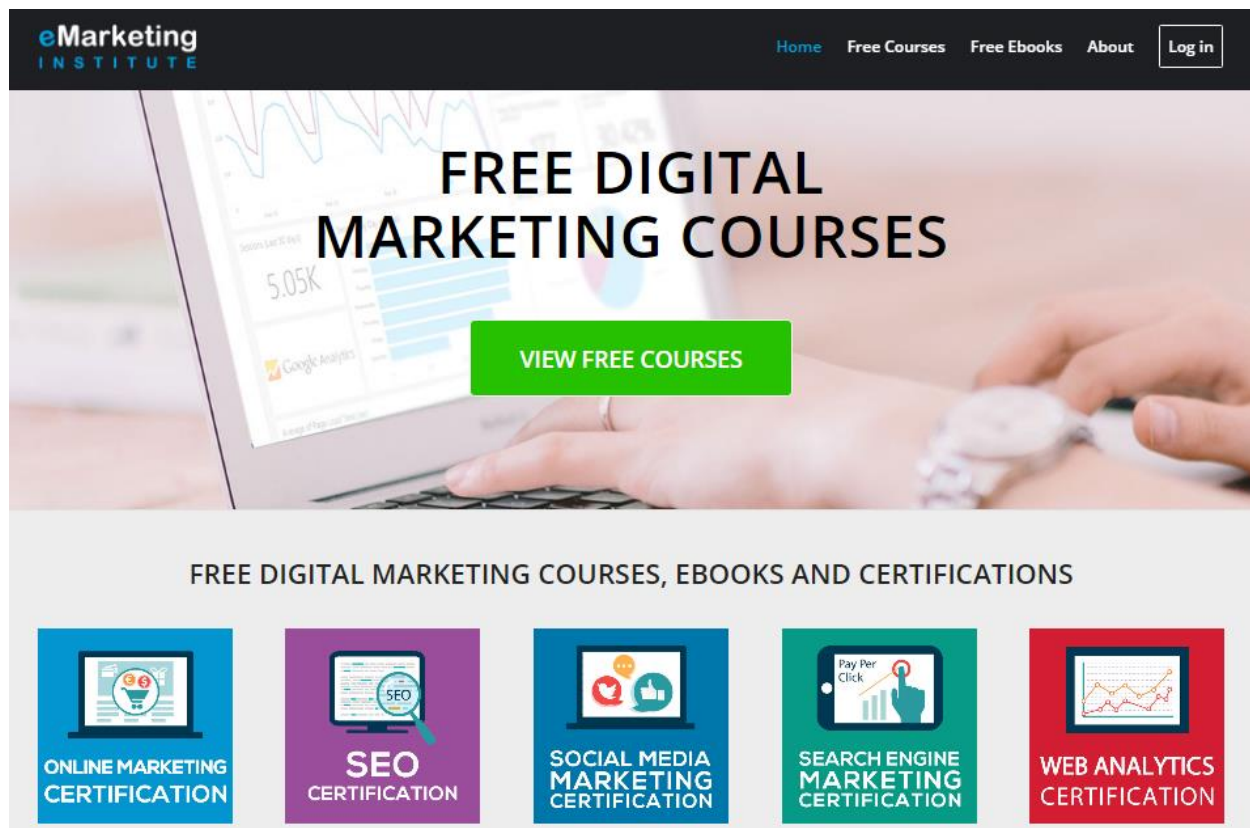 eMarketing
INSTITUTE
Home Free Courses Free Ebooks About Log in
FREE DIGITAL
MARKETING COURSES
5.05K
Google Analytics
VIEW FREE COURSES
FREE DIGITAL MARKETING COURSES, EBOOKS AND CERTIFICATIONS
ONLINE MARKETING
CERTIFICATION
SEO
SEO
CERTIFICATION
SOCIAL MEDIA
MARKETING
CERTIFICATION
Pay Per
Click
SEARCH ENGINE
MARKETING
CERTIFICATION
WEB ANALYTICS
CERTIFICATION